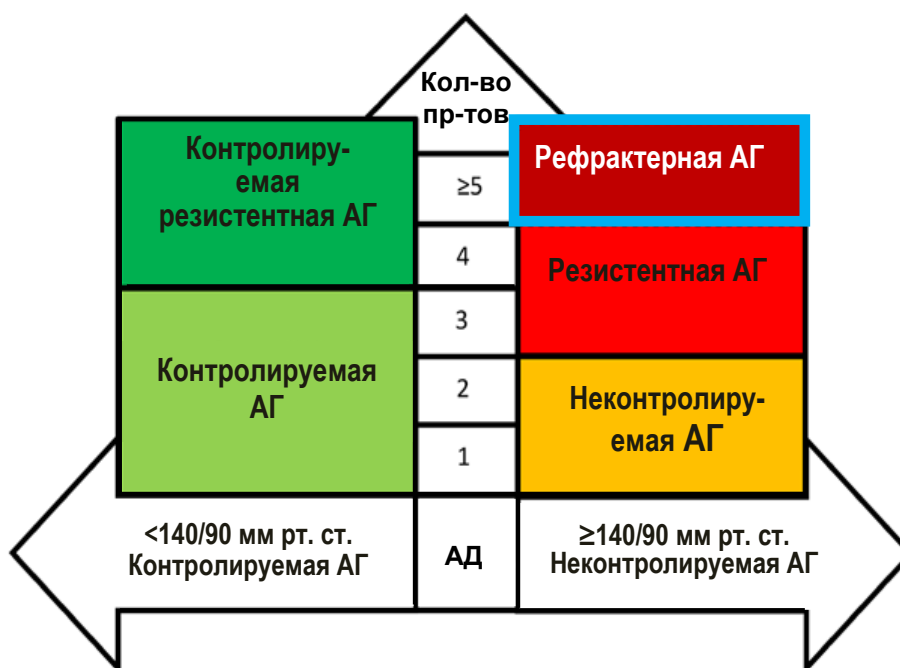 Кол-во
пр-тов
Контролиру-
емая
резистентная АГ
Рефрактерная АГ
≥5
4
Резистентная АГ
3
Контролируемая
АГ
2
Неконтролиру-
емая АГ
1
<140/90 мм рт. ст.
Контролируемая АГ
АД
≥140/90 мм рт. ст.
Неконтролируемая АГ